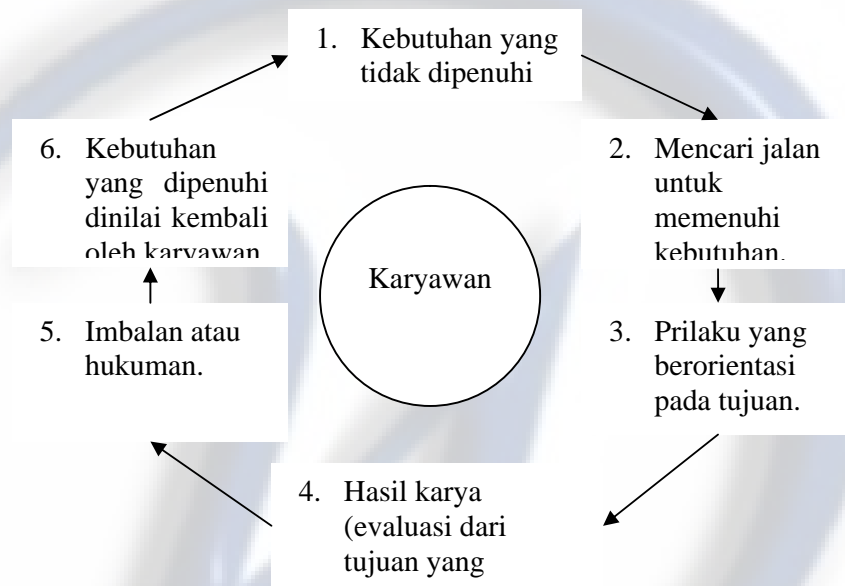 1. Kebutuhan yang
tidak dipenuhi
2. Mencari jalan
untuk
memenuhi
kebutuhan.
3. Prilaku yang
berorientasi
pada tujuan.
4. Hasil karya
(evaluasi dari
tujuan yang
5. Imbalan atau
hukuman.
6. Kebutuhan
yang dipenuhi
dinilai kembali
oleh karyawan
Karyawan